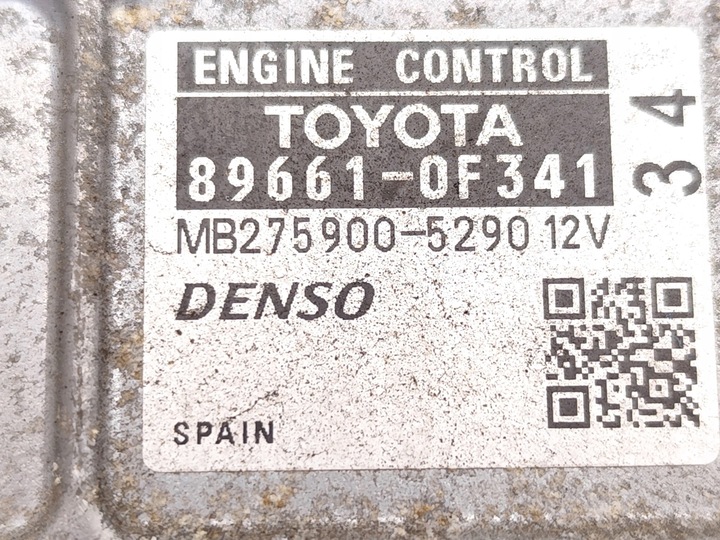 ENGINE CONTROL
TOYOTA
89661-0F341
MB275900-5290 12V
DENSO
SPAIN
34